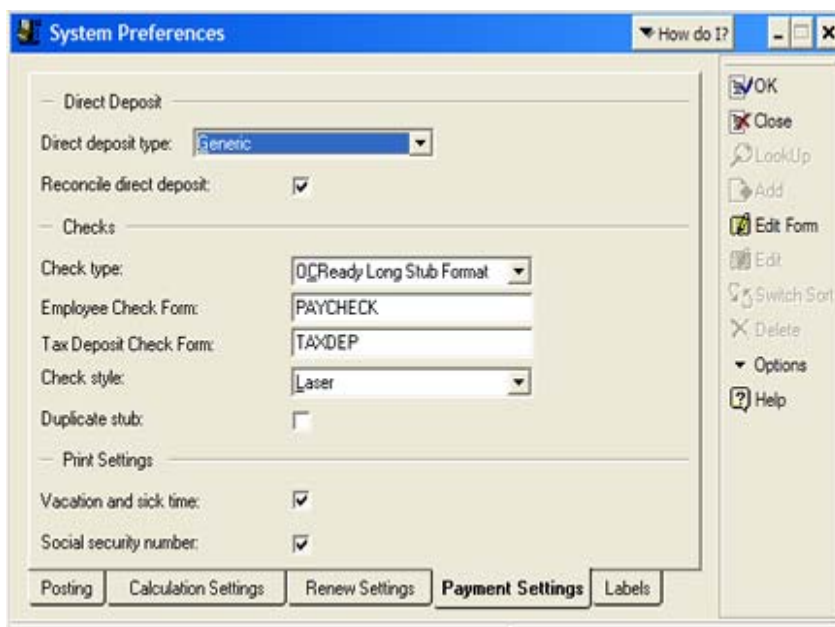 System Preferences
How do I?
Direct Deposit
Direct deposit type: Generic
Reconcile direct deposit:
Checks
Check type: OCReady Long Stub Format
Employee Check Form: PAYCHECK
Tax Deposit Check Form: TAXDEP
Check style: Laser
Duplicate stub:
Print Settings
Vacation and sick time:
Social security number:
Posting Calculation Settings Renew Settings Payment Settings Labels
OK
Close
LookUp
Add
Edit Form
Edit
Switch Sort
Delete
Options
Help